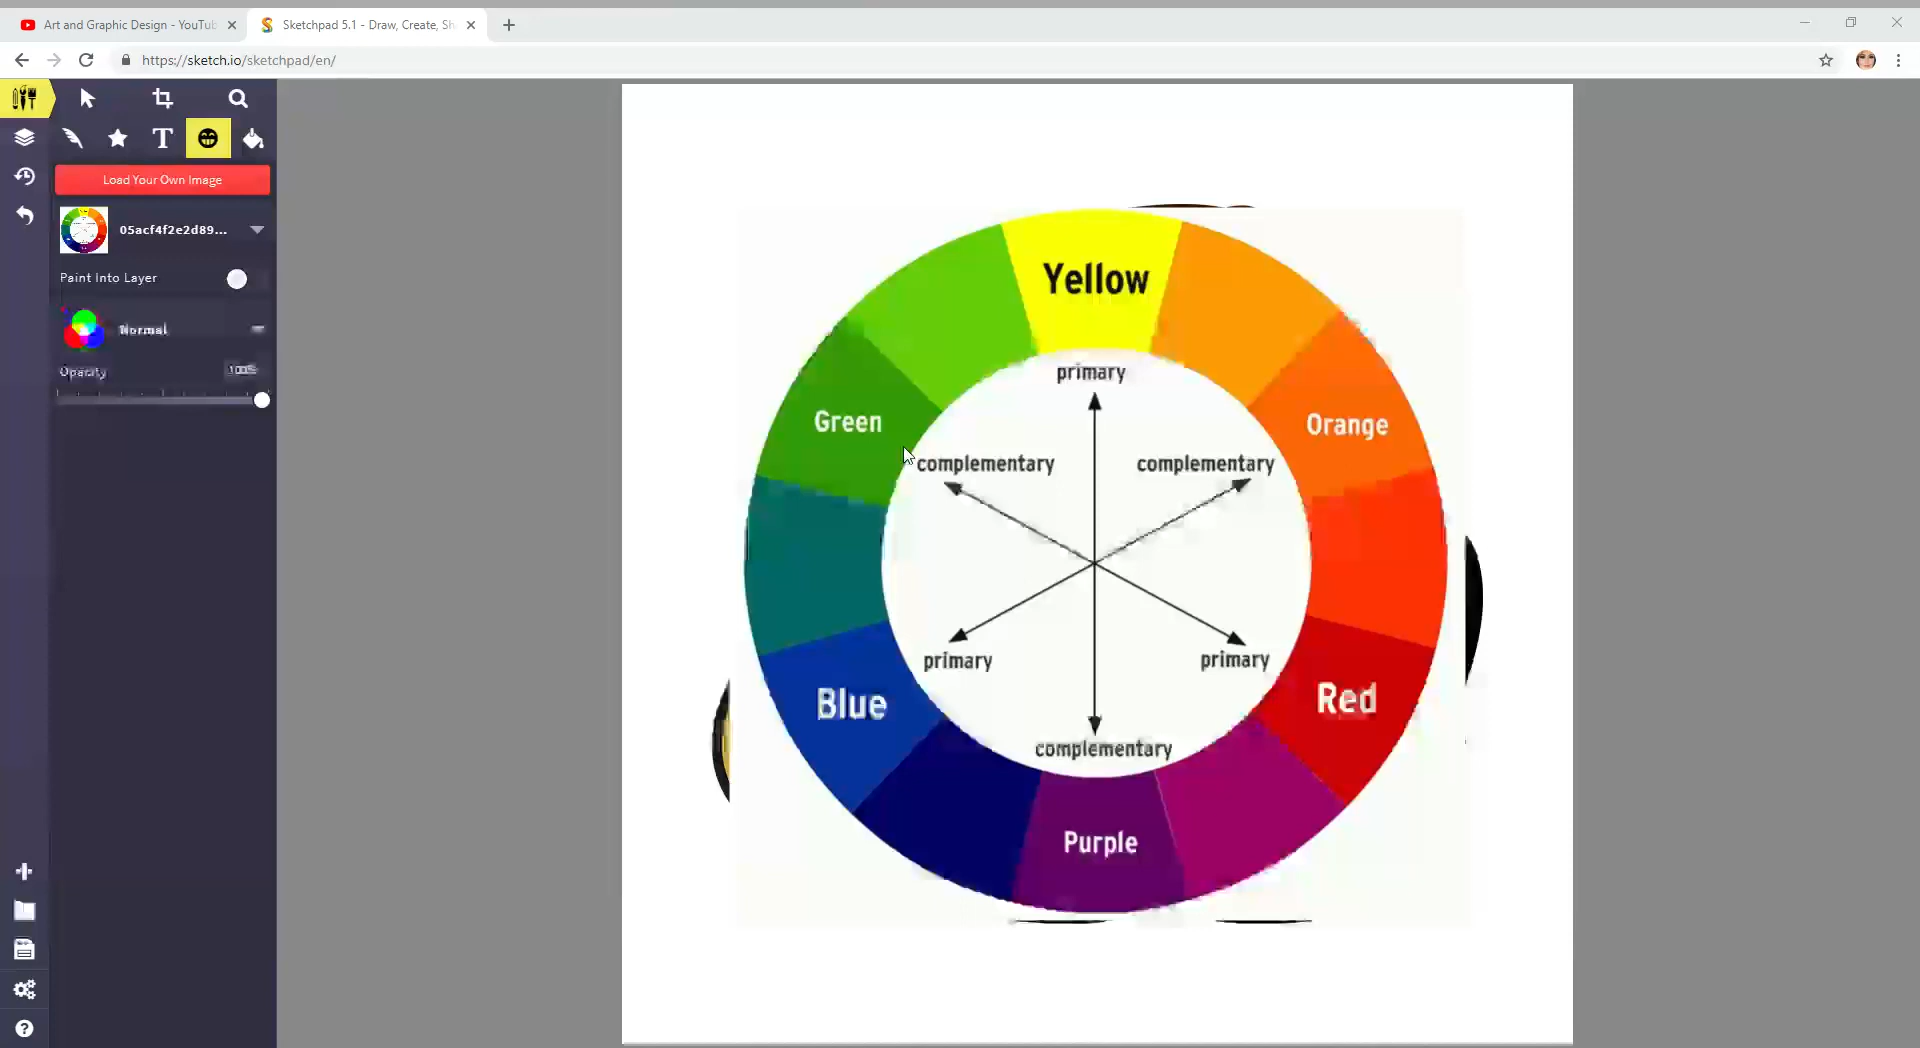 Art and Graphic Design - YouTub
Sketchpad 5.1 - Draw, Create, Sh
https://sketch.io/sketchpad/en/
T
Load Your Own Image
05acf4f2e2d89...
Paint Into Layer
Normal
Opacity
100%
Yellow
primary
Green
Orange
complementary
complementary
primary
primary
Blue
Red
complementary
Purple